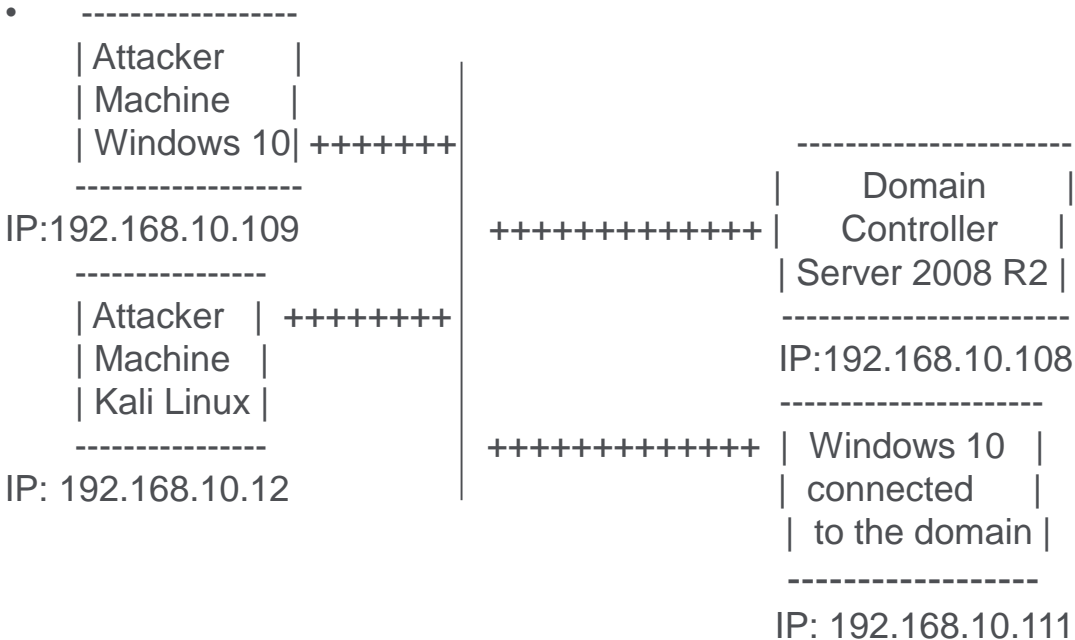 • ------------------
| Attacker |
| Machine |
| Windows 10| +++++++
-------------------
IP:192.168.10.109
----------------
| Attacker | ++++++++
| Machine |
| Kali Linux |
----------------
IP: 192.168.10.12
-----------------------
| Domain |
+++++++++++++ | Controller |
| Server 2008 R2 |
------------------------
IP:192.168.10.108
----------------------
+++++++++++++ | Windows 10 |
| connected |
| to the domain |
-------------------
IP: 192.168.10.111